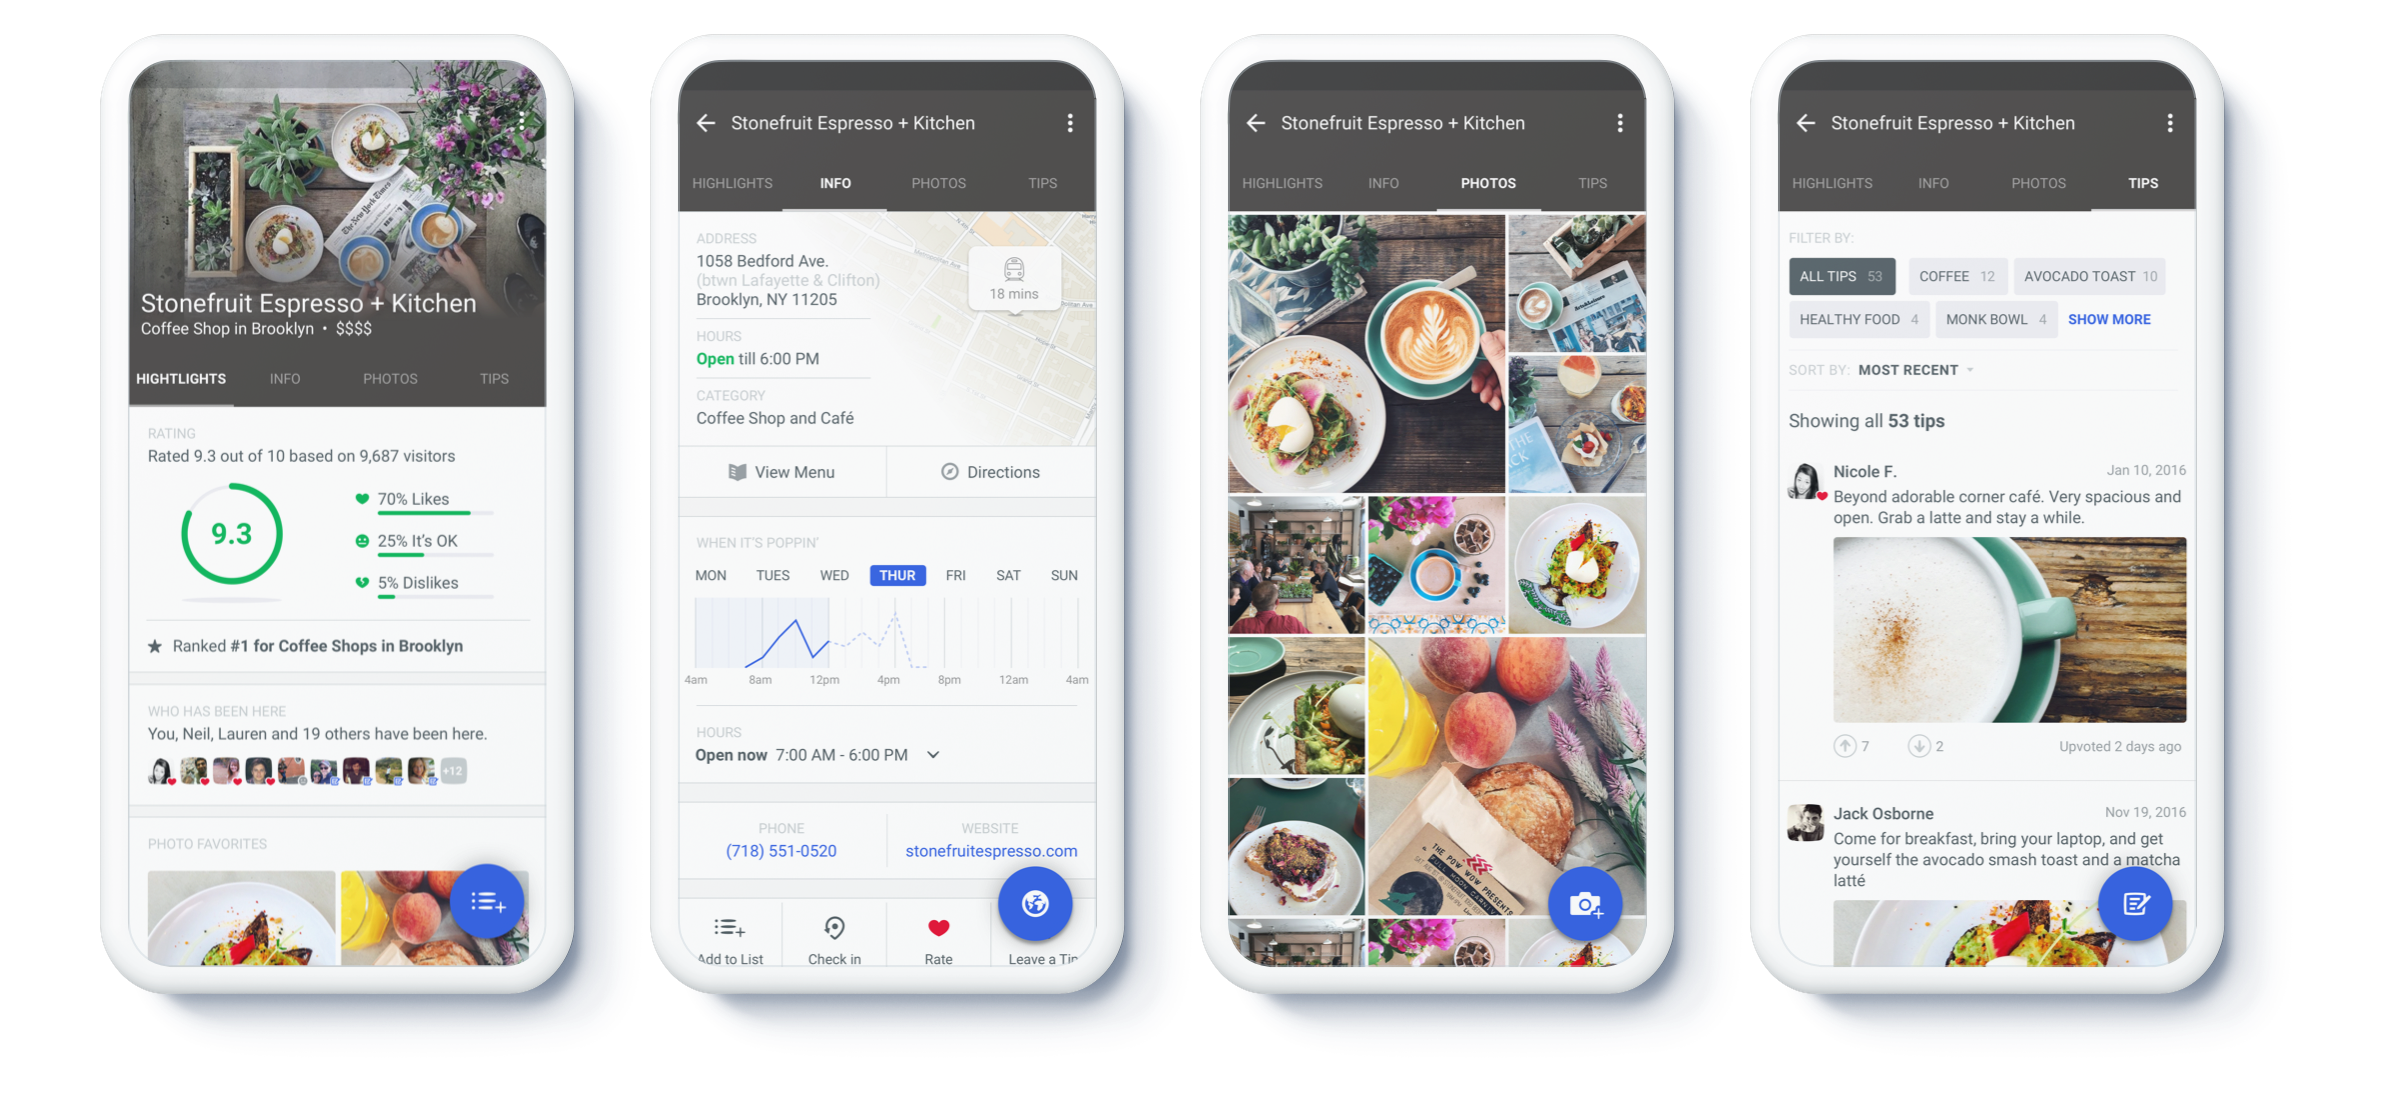 The New York Times
Stonefruit Espresso + Kitchen
Coffee Shop in Brooklyn • $$$$
HIGHTLIGHTS INFO PHOTOS TIPS
RATING
Rated 9.3 out of 10 based on 9,687 visitors
9.3
70% Likes
25% It's OK
5% Dislikes
Ranked #1 for Coffee Shops in Brooklyn
WHO HAS BEEN HERE
You, Neil, Lauren and 19 others have been here.
+12
PHOTO FAVORITES
Stonefruit Espresso + Kitchen
HIGHLIGHTS INFO PHOTOS TIPS
ADDRESS
1058 Bedford Ave.
(btwn Lafayette & Clifton)
Brooklyn, NY 11205
18 mins
HOURS
Open till 6:00 PM
CATEGORY
Coffee Shop and Café
View Menu Directions
WHEN IT'S POPPIN'
MON TUES WED THUR FRI SAT SUN
4am 8am 12pm 4pm 8pm 12am 4am
HOURS
Open now 7:00 AM - 6:00 PM
PHONE WEBSITE
(718) 551-0520 stonefruitespresso.com
Add to List Check in Rate Leave a Tip
Stonefruit Espresso + Kitchen
HIGHLIGHTS INFO PHOTOS TIPS
THE POW WOW PRESENTS
Stonefruit Espresso + Kitchen
HIGHLIGHTS INFO PHOTOS TIPS
FILTER BY:
ALL TIPS 53 COFFEE 12 AVOCADO TOAST 10
HEALTHY FOOD 4 MONK BOWL 4 SHOW MORE
SORT BY: MOST RECENT
Showing all 53 tips
Nicole F. Jan 10, 2016
Beyond adorable corner café. Very spacious and
open. Grab a latte and stay a while.
7 2 Upvoted 2 days ago
Jack Osborne Nov 19, 2016
Come for breakfast, bring your laptop, and get
yourself the avocado smash toast and a matcha
latté